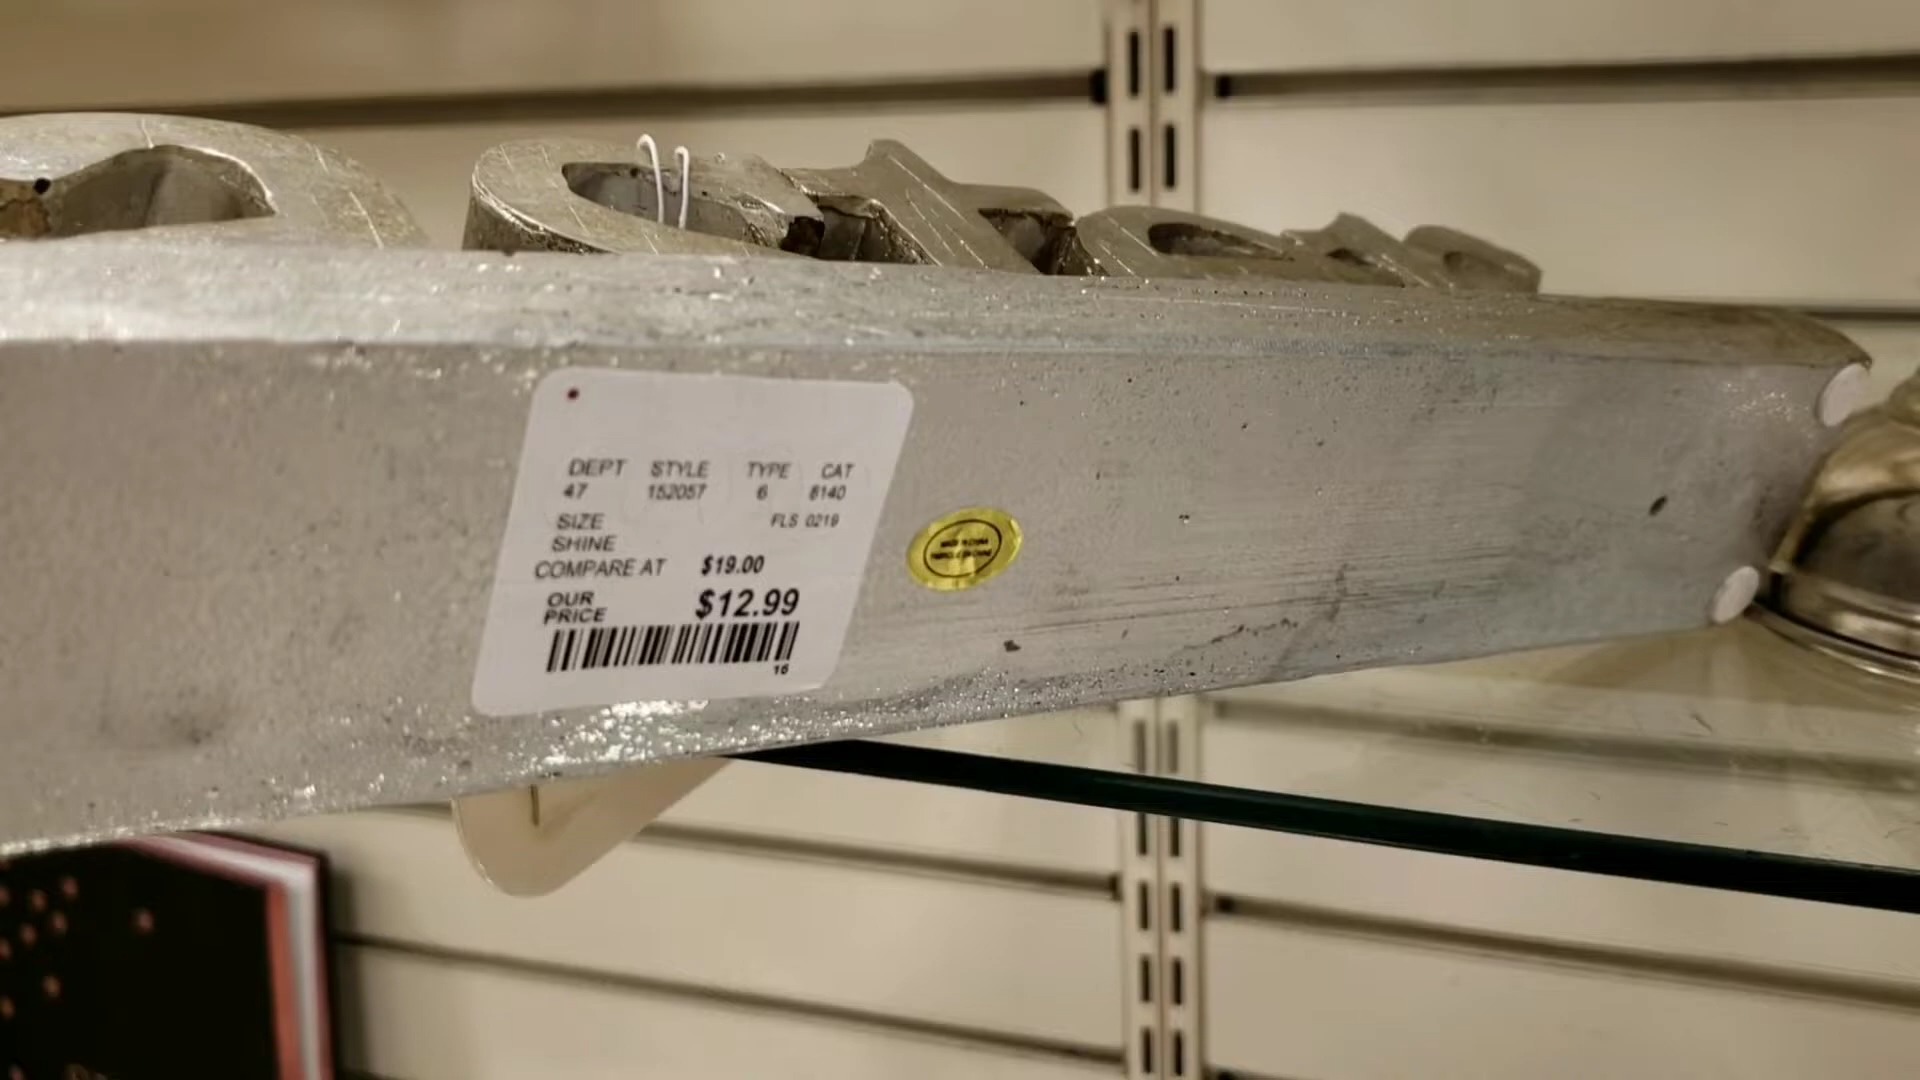 DEPT STYLE TYPE CAT
47 152057 6 8140
SIZE FLS 0219
SHINE
COMPARE AT $19.00
OUR PRICE $12.99
16